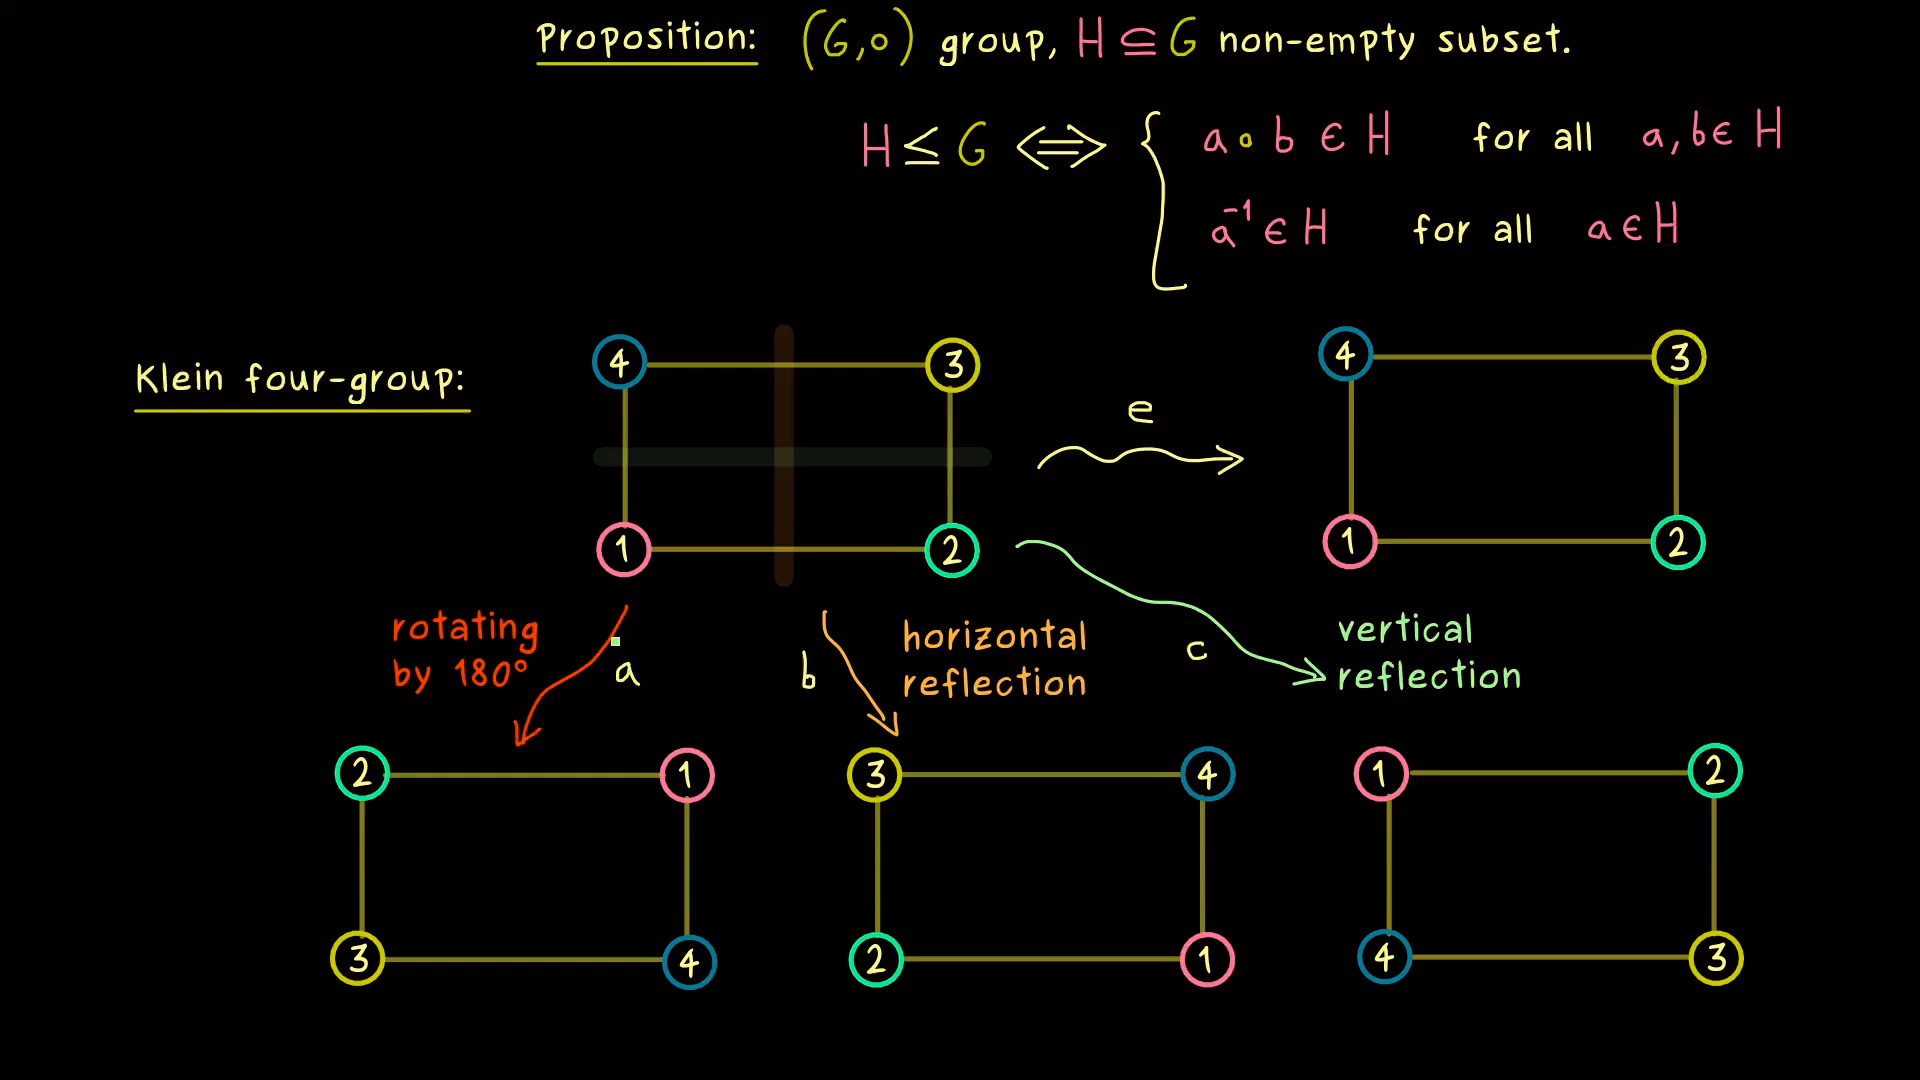 Proposition: (G,∘) group, H ⊆ G non-empty subset.
H ≤ G ⟺ { a ∘ b ∈ H for all a, b ∈ H
a⁻¹ ∈ H for all a ∈ H
Klein four-group:
4 3
1 2
e
4 3
1 2
rotating
by 180°
a
b
horizontal
reflection
c
vertical
reflection
2 1
3 4
3 4
2 1
1 2
4 3